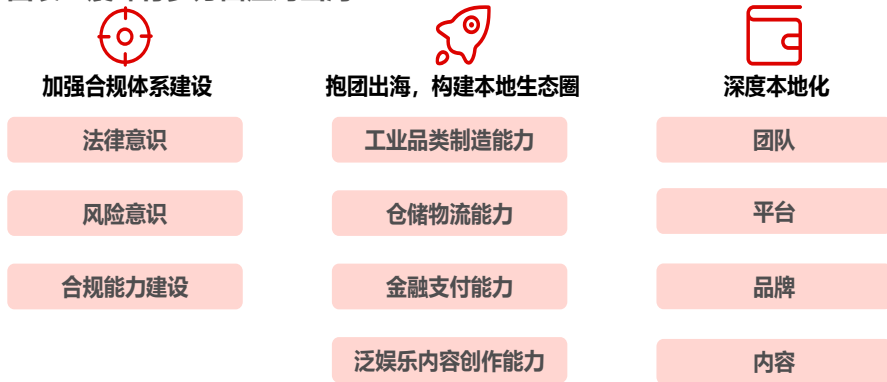 加强合规体系建设
法律意识
风险意识
合规能力建设
抱团出海，构建本地生态圈
工业品类制造能力
仓储物流能力
金融支付能力
泛娱乐内容创作能力
深度本地化
团队
平台
品牌
内容